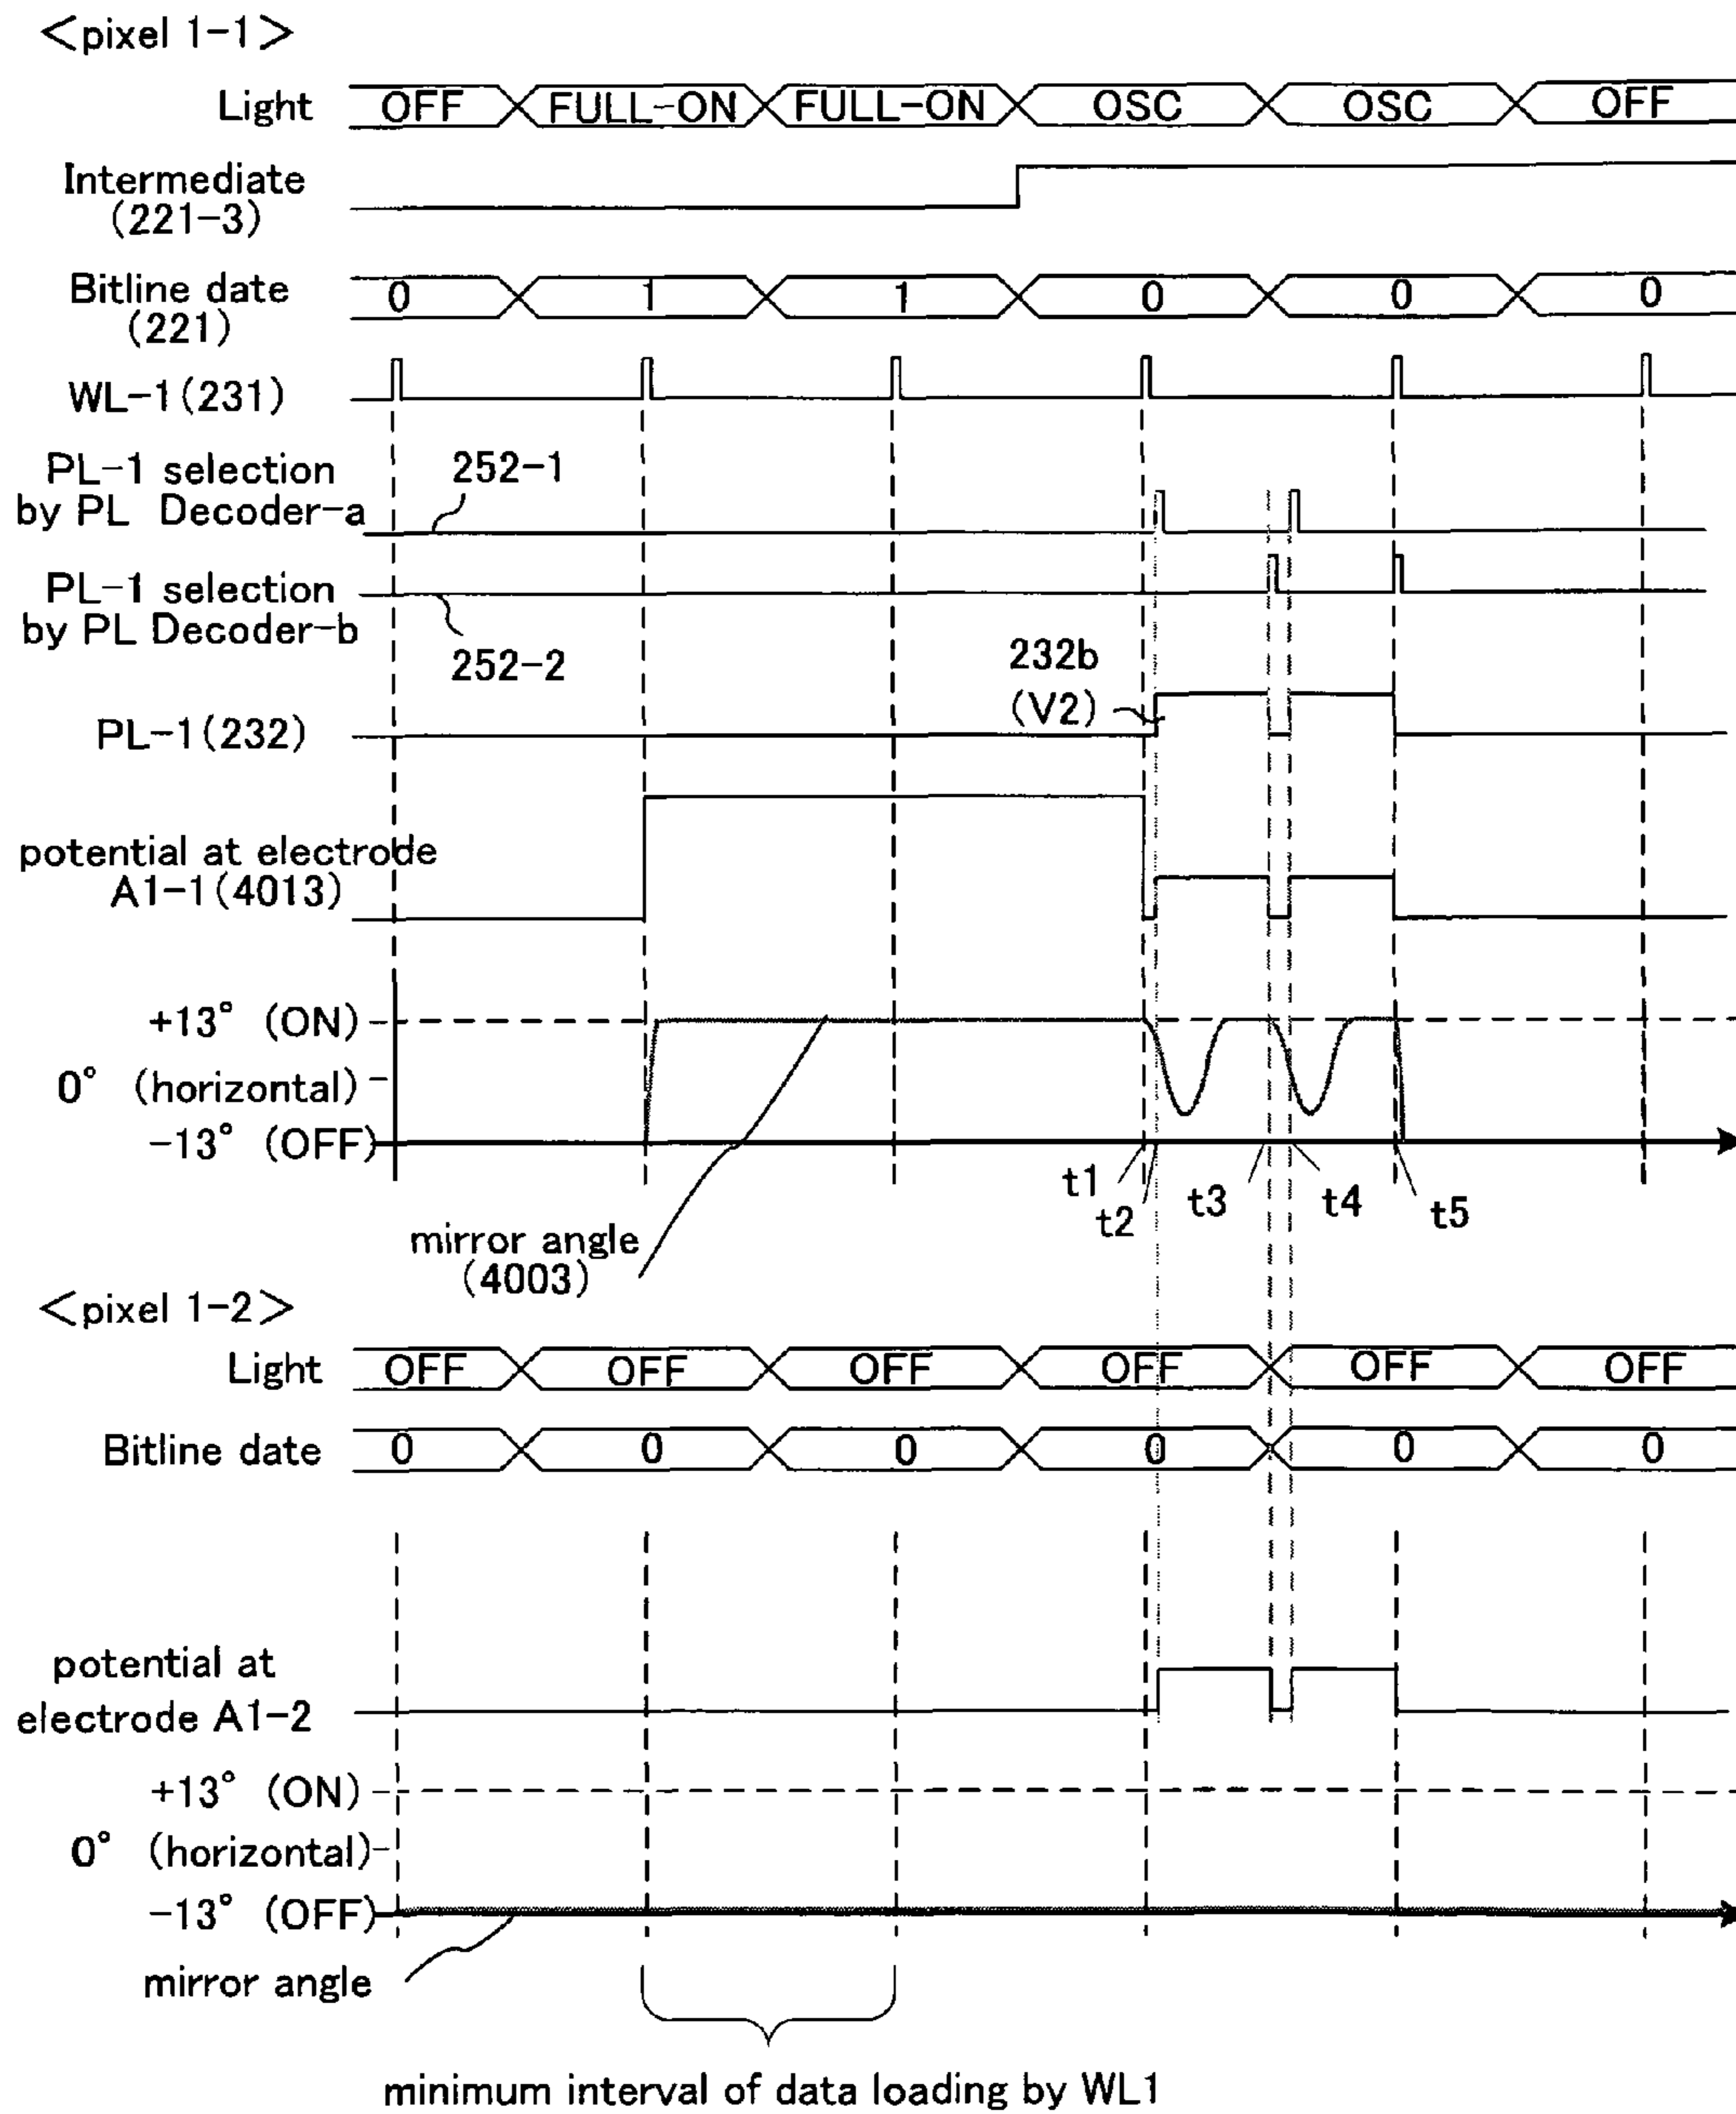 <pixel 1-1>
Light OFF FULL-ON FULL-ON OSC OSC OFF
Intermediate
(221-3)
Bitline date 0 1 1 0 0 0
(221)
WL-1(231)
PL-1 selection 252-1
by PL Decoder-a
PL-1 selection
by PL Decoder-b
252-2
232b
(V2)
PL-1(232)
potential at electrode
A1-1(4013)
+13° (ON)
0° (horizontal)
-13° (OFF)
t1 t2 t3 t4 t5
mirror angle
(4003)
<pixel 1-2>
Light OFF OFF OFF OFF OFF OFF
Bitline date 0 0 0 0 0 0
potential at
electrode A1-2
+13° (ON)
0° (horizontal)
-13° (OFF)
mirror angle
minimum interval of data loading by WL1